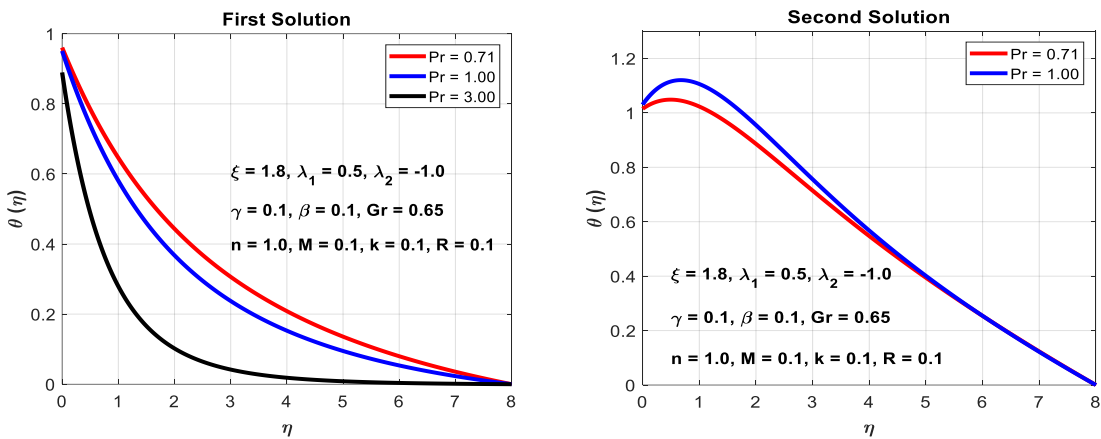 First Solution
1
0.8
0.6
0.4
0.2
0
0 1 2 3 4 5 6 7 8
θ (η)
η
Pr = 0.71
Pr = 1.00
Pr = 3.00
ξ = 1.8, λ₁ = 0.5, λ₂ = -1.0
γ = 0.1, β = 0.1, Gr = 0.65
n = 1.0, M = 0.1, k = 0.1, R = 0.1
Second Solution
1.2
1
0.8
0.6
0.4
0.2
0
0 1 2 3 4 5 6 7 8
θ (η)
η
Pr = 0.71
Pr = 1.00
ξ = 1.8, λ₁ = 0.5, λ₂ = -1.0
γ = 0.1, β = 0.1, Gr = 0.65
n = 1.0, M = 0.1, k = 0.1, R = 0.1